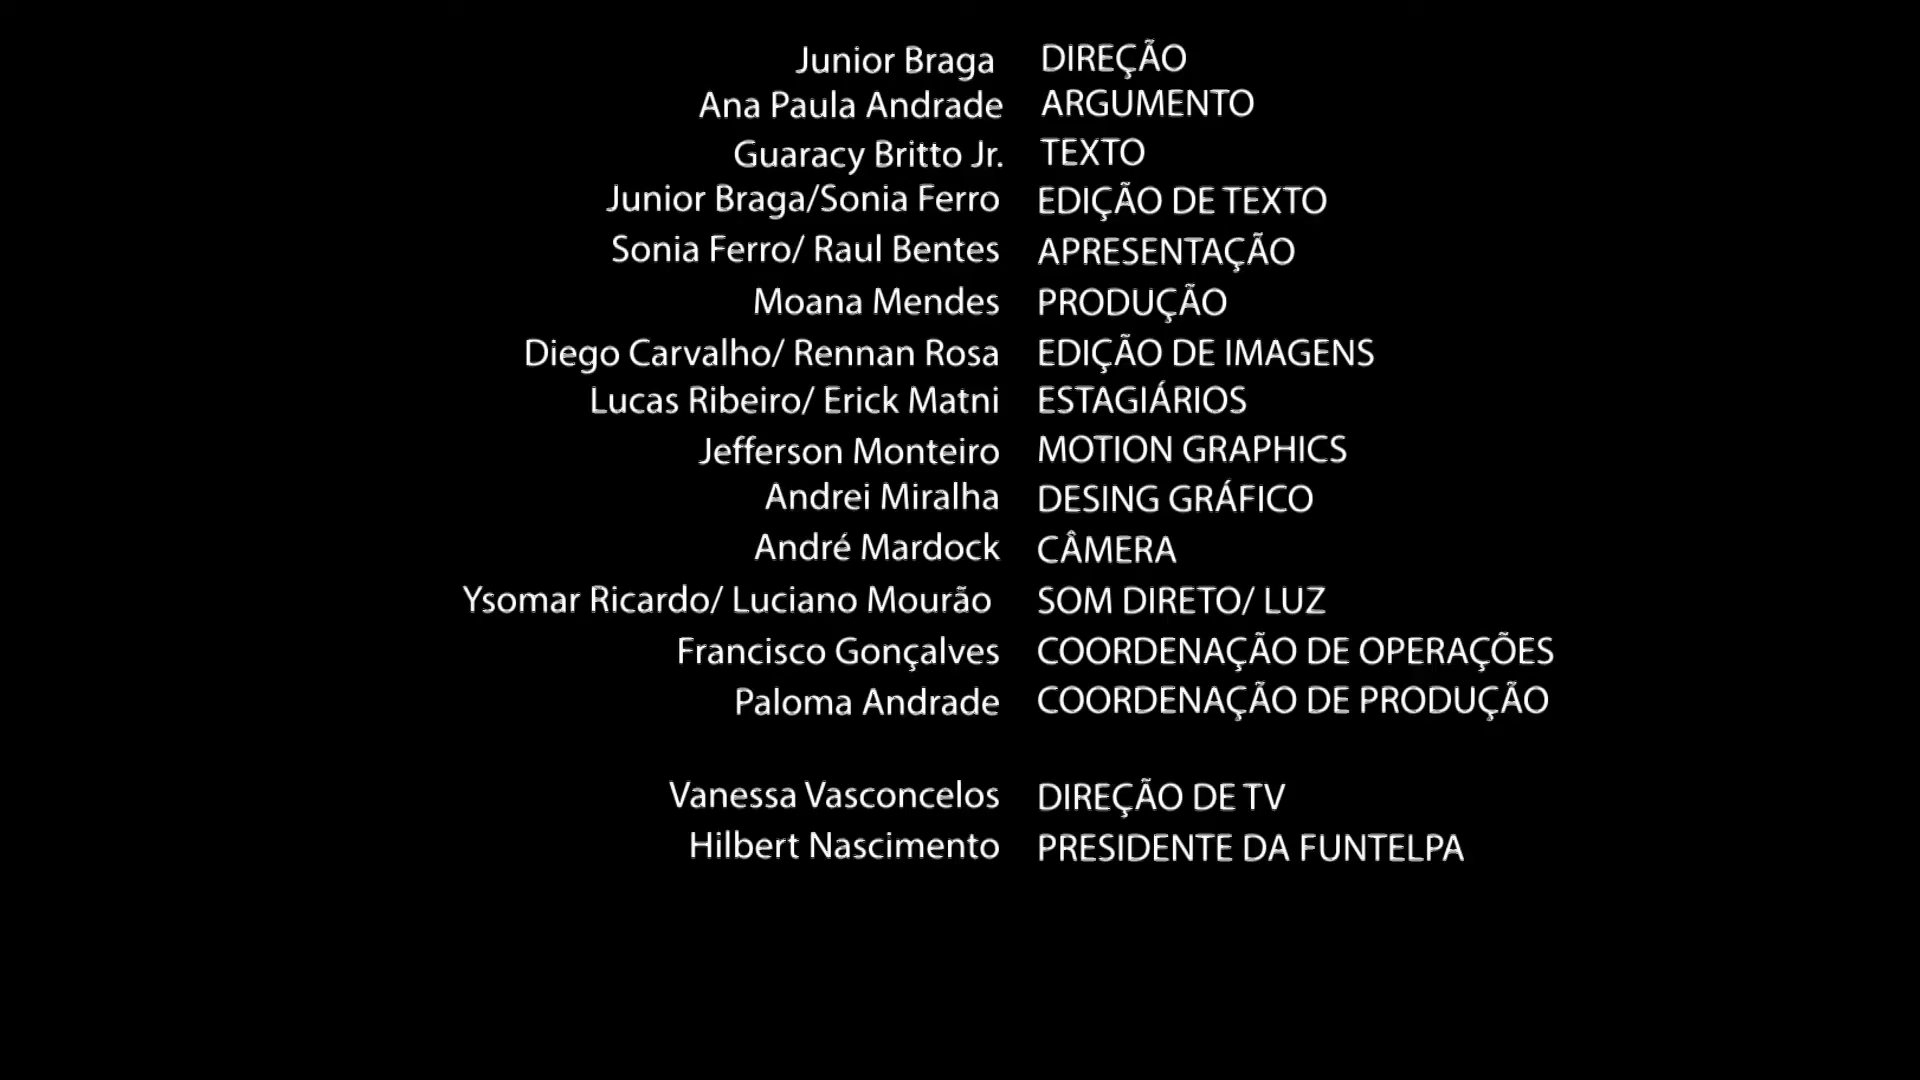 Junior Braga DIREÇÃO
Ana Paula Andrade ARGUMENTO
Guaracy Britto Jr. TEXTO
Junior Braga/Sonia Ferro EDIÇÃO DE TEXTO
Sonia Ferro/ Raul Bentes APRESENTAÇÃO
Moana Mendes PRODUÇÃO
Diego Carvalho/ Rennan Rosa EDIÇÃO DE IMAGENS
Lucas Ribeiro/ Erick Matni ESTAGIÁRIOS
Jefferson Monteiro MOTION GRAPHICS
Andrei Miralha DESING GRÁFICO
André Mardock CÂMERA
Ysomar Ricardo/ Luciano Mourão SOM DIRETO/ LUZ
Francisco Gonçalves COORDENAÇÃO DE OPERAÇÕES
Paloma Andrade COORDENAÇÃO DE PRODUÇÃO
Vanessa Vasconcelos DIREÇÃO DE TV
Hilbert Nascimento PRESIDENTE DA FUNTELPA